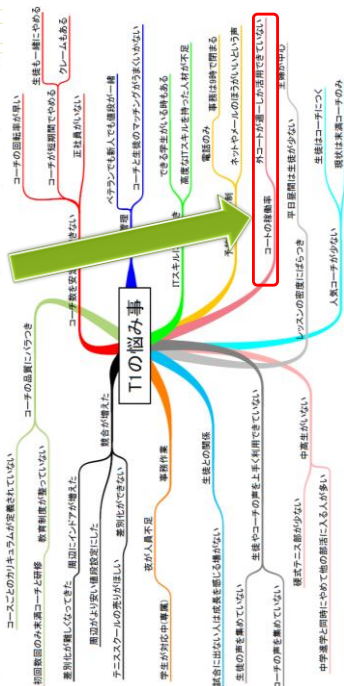 T1の悩み事
コーチの回転率が早い
生徒も一緒にやめる
コーチが短期間でやめる
クレームもある
正社員がいない
コーチ数を安
きない
ベテランでも新人でも値段が一緒
コーチと生徒のマッチングがうまくいかない
管理
できる学生がいる時もある
高度なITスキルを持った人材が不足
ITスキルに
電話のみ
事務は9時で閉まる
ネットやメールのほうがいいという声
制
外コートが週一しか活用できていない
コートの稼働率
主婦が中心
平日昼間は生徒が少ない
レッスンの密度にばらつき
生徒はコーチにつく
現状は末満コーチのみ
人気コーチが少ない
コースごとのカリキュラムが定義されていない
初回数回のみ末満コーチと研修
教育制度が整っていない
コーチの品質にバラつき
差別化が難しくなってきた
周辺にインドアが増えた
周辺がより安い値段設定にした
競合が増えた
テニススクールの売りがほしい
差別化ができない
学生が対応中(専属)
夜が人員不足
事務作業
試合に出ない人は成長を感じる場がない
生徒との関係
生徒の声を集めていない
コーチの声を集めていない
生徒やコーチの声を上手く利用できていない
硬式テニス部が少ない
中学進学と同時にやめて他の部活に入る人が多い
中高生がいない